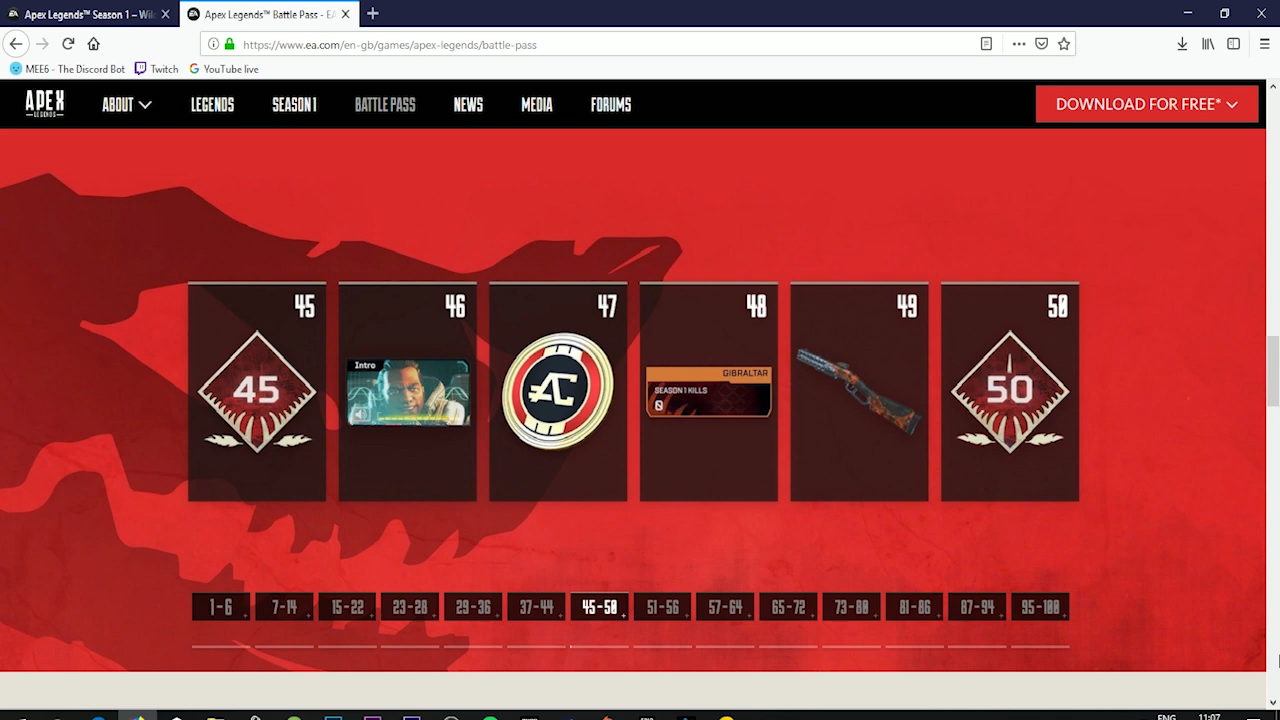 Apex Legends™ Season 1 – Wil
Apex Legends™ Battle Pass - EA
https://www.ea.com/en-gb/games/apex-legends/battle-pass
MEE6 - The Discord Bot
Twitch
YouTube live
APEX
LEGENDS
ABOUT
LEGENDS
SEASON 1
BATTLE PASS
NEWS
MEDIA
FORUMS
DOWNLOAD FOR FREE*
45
46
47
48
49
50
45
Intro
AC
GIBRALTAR
SEASON 1 KILLS
0
50
1 - 6
7 - 14
15 - 22
23 - 28
29 - 36
37 - 44
45 - 50
51 - 56
57 - 64
65 - 72
73 - 80
81 - 86
87 - 94
95 - 100
ENG
11:07